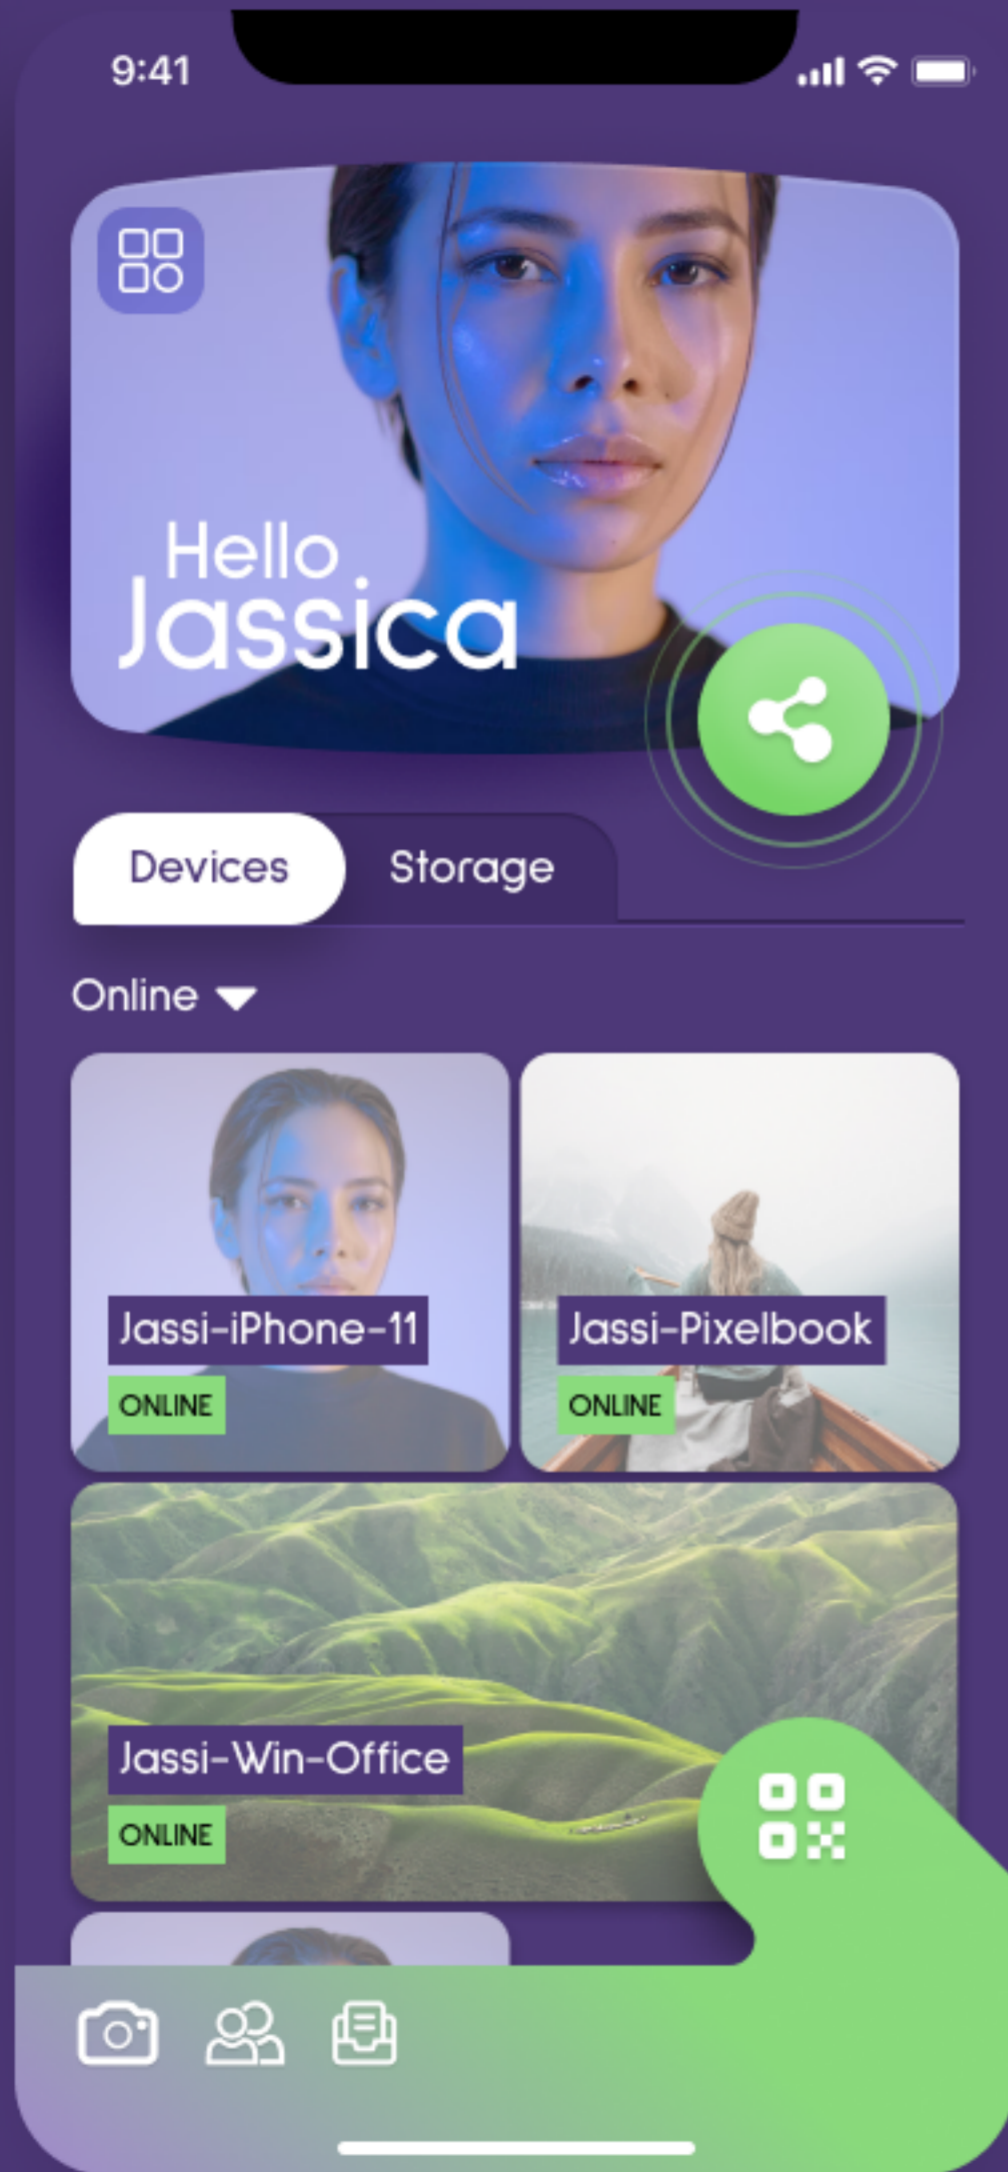 9:41
Hello
Jassica
Devices Storage
Online
Jassi-iPhone-11
ONLINE
Jassi-Pixelbook
ONLINE
Jassi-Win-Office
ONLINE